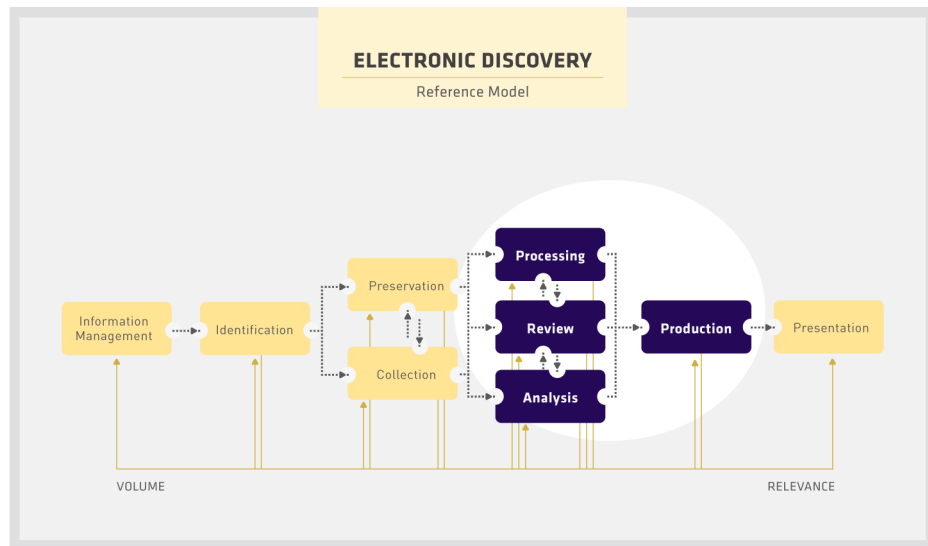 ELECTRONIC DISCOVERY
Reference Model
Information
Management
Identification
Preservation
Collection
Processing
Review
Analysis
Production
Presentation
VOLUME
RELEVANCE